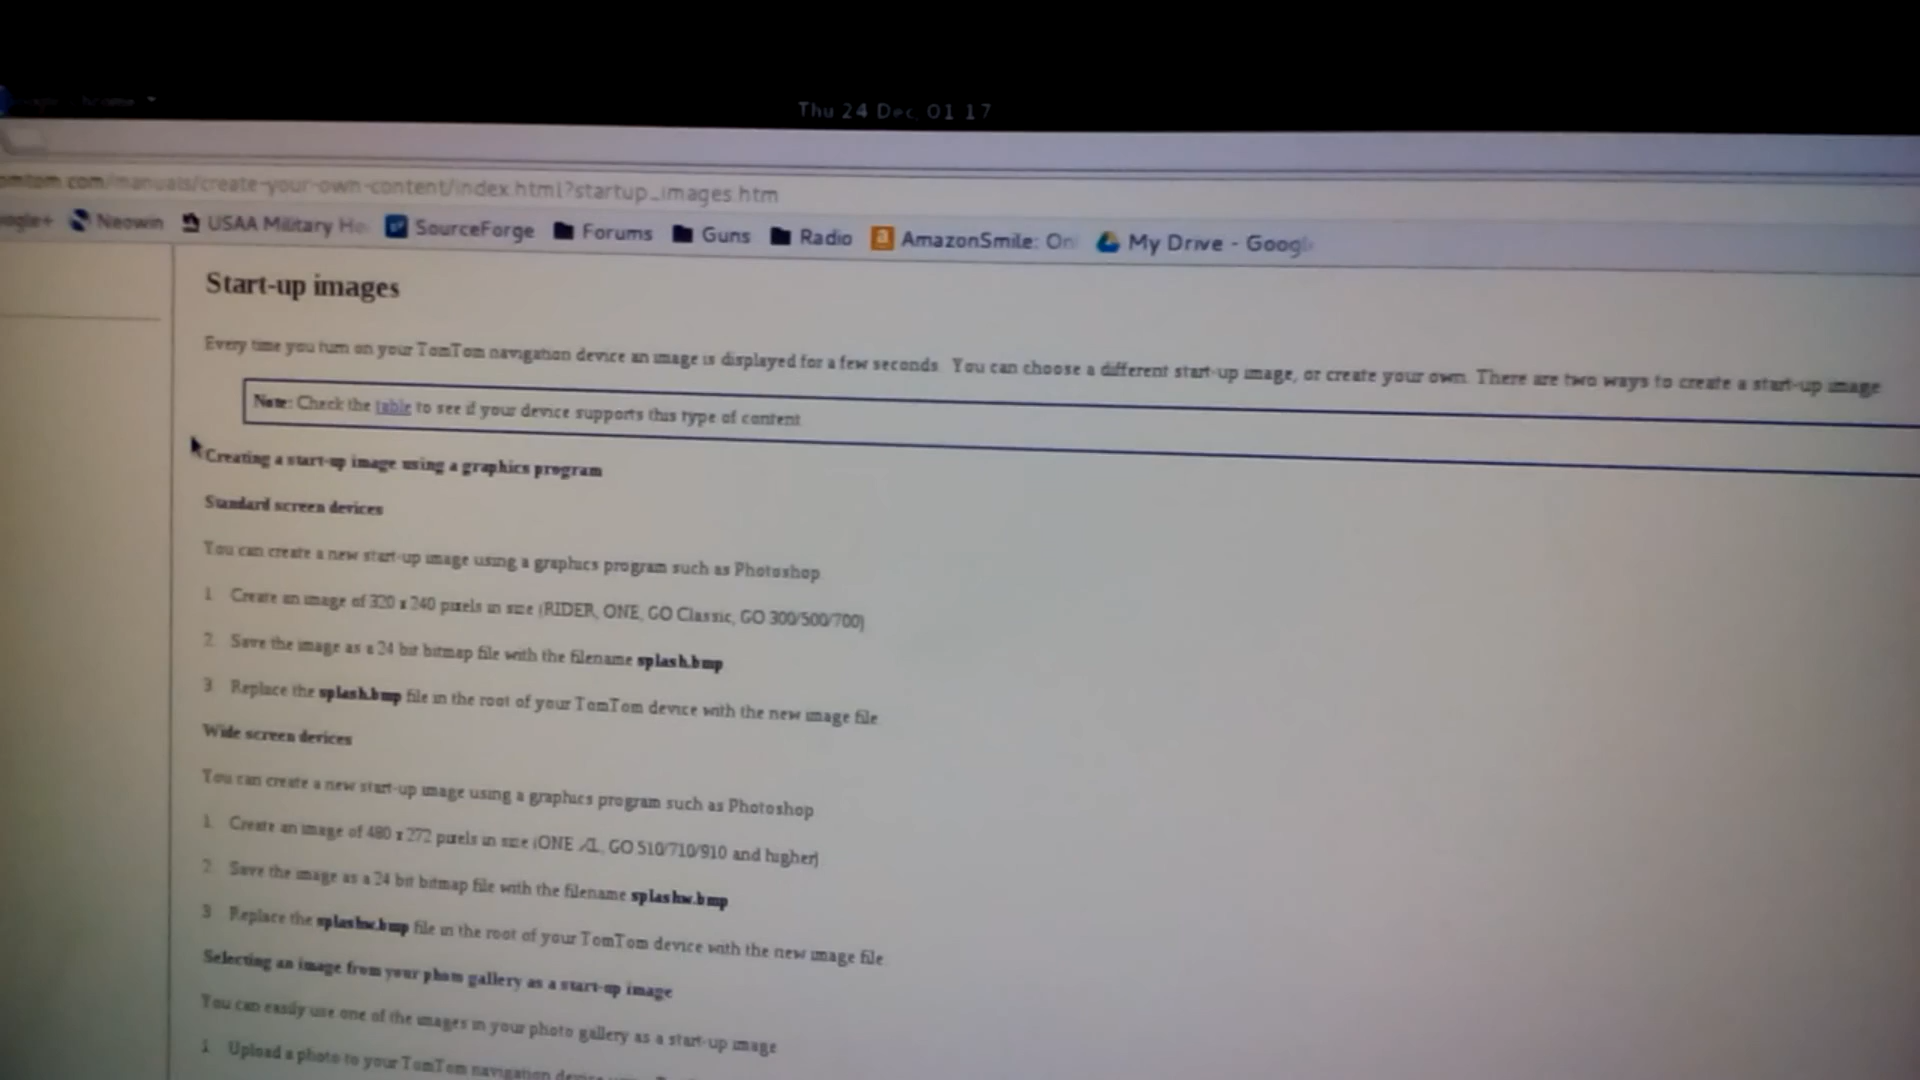 Thu 24 Dec, 01 17
omtom.com/manuals/create-your-own-content/index.html?startup_images.htm
oogle+ Neowin USAA Military Ho SourceForge Forums Guns Radio AmazonSmile: On My Drive - Googl
Start-up images
Every time you turn on your TomTom navigation device an image is displayed for a few seconds. You can choose a different start-up image, or create your own. There are two ways to create a start-up image
Note: Check the table to see if your device supports this type of content
Creating a start-up image using a graphics program
Standard screen devices
You can create a new start-up image using a graphics program such as Photoshop
1 Create an image of 320 x 240 pixels in size (RIDER, ONE, GO Classic, GO 300/500/700)
2 Save the image as a 24 bit bitmap file with the filename splash.bmp
3 Replace the splash.bmp file in the root of your TomTom device with the new image file
Wide screen devices
You can create a new start-up image using a graphics program such as Photoshop
1 Create an image of 480 x 272 pixels in size (ONE XL, GO 510/710/910 and higher)
2 Save the image as a 24 bit bitmap file with the filename splashw.bmp
3 Replace the splashw.bmp file in the root of your TomTom device with the new image file
Selecting an image from your photo gallery as a start-up image
You can easily use one of the images in your photo gallery as a start-up image
1 Upload a photo to your TomTom navigation device